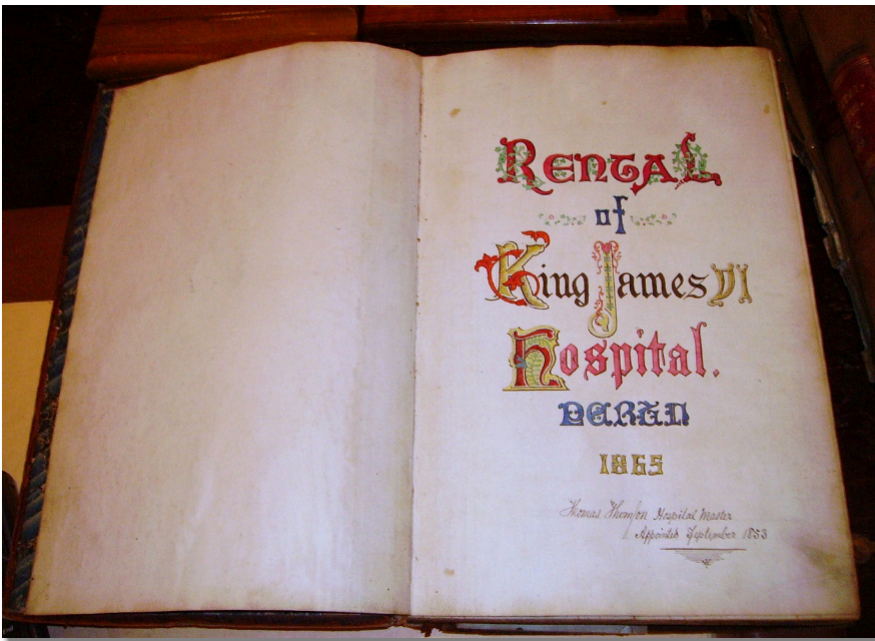 Rental
of
King James VI
Hospital.
PERTH
1865
Thomas Thomson Hospital Master
Appointed September 1853